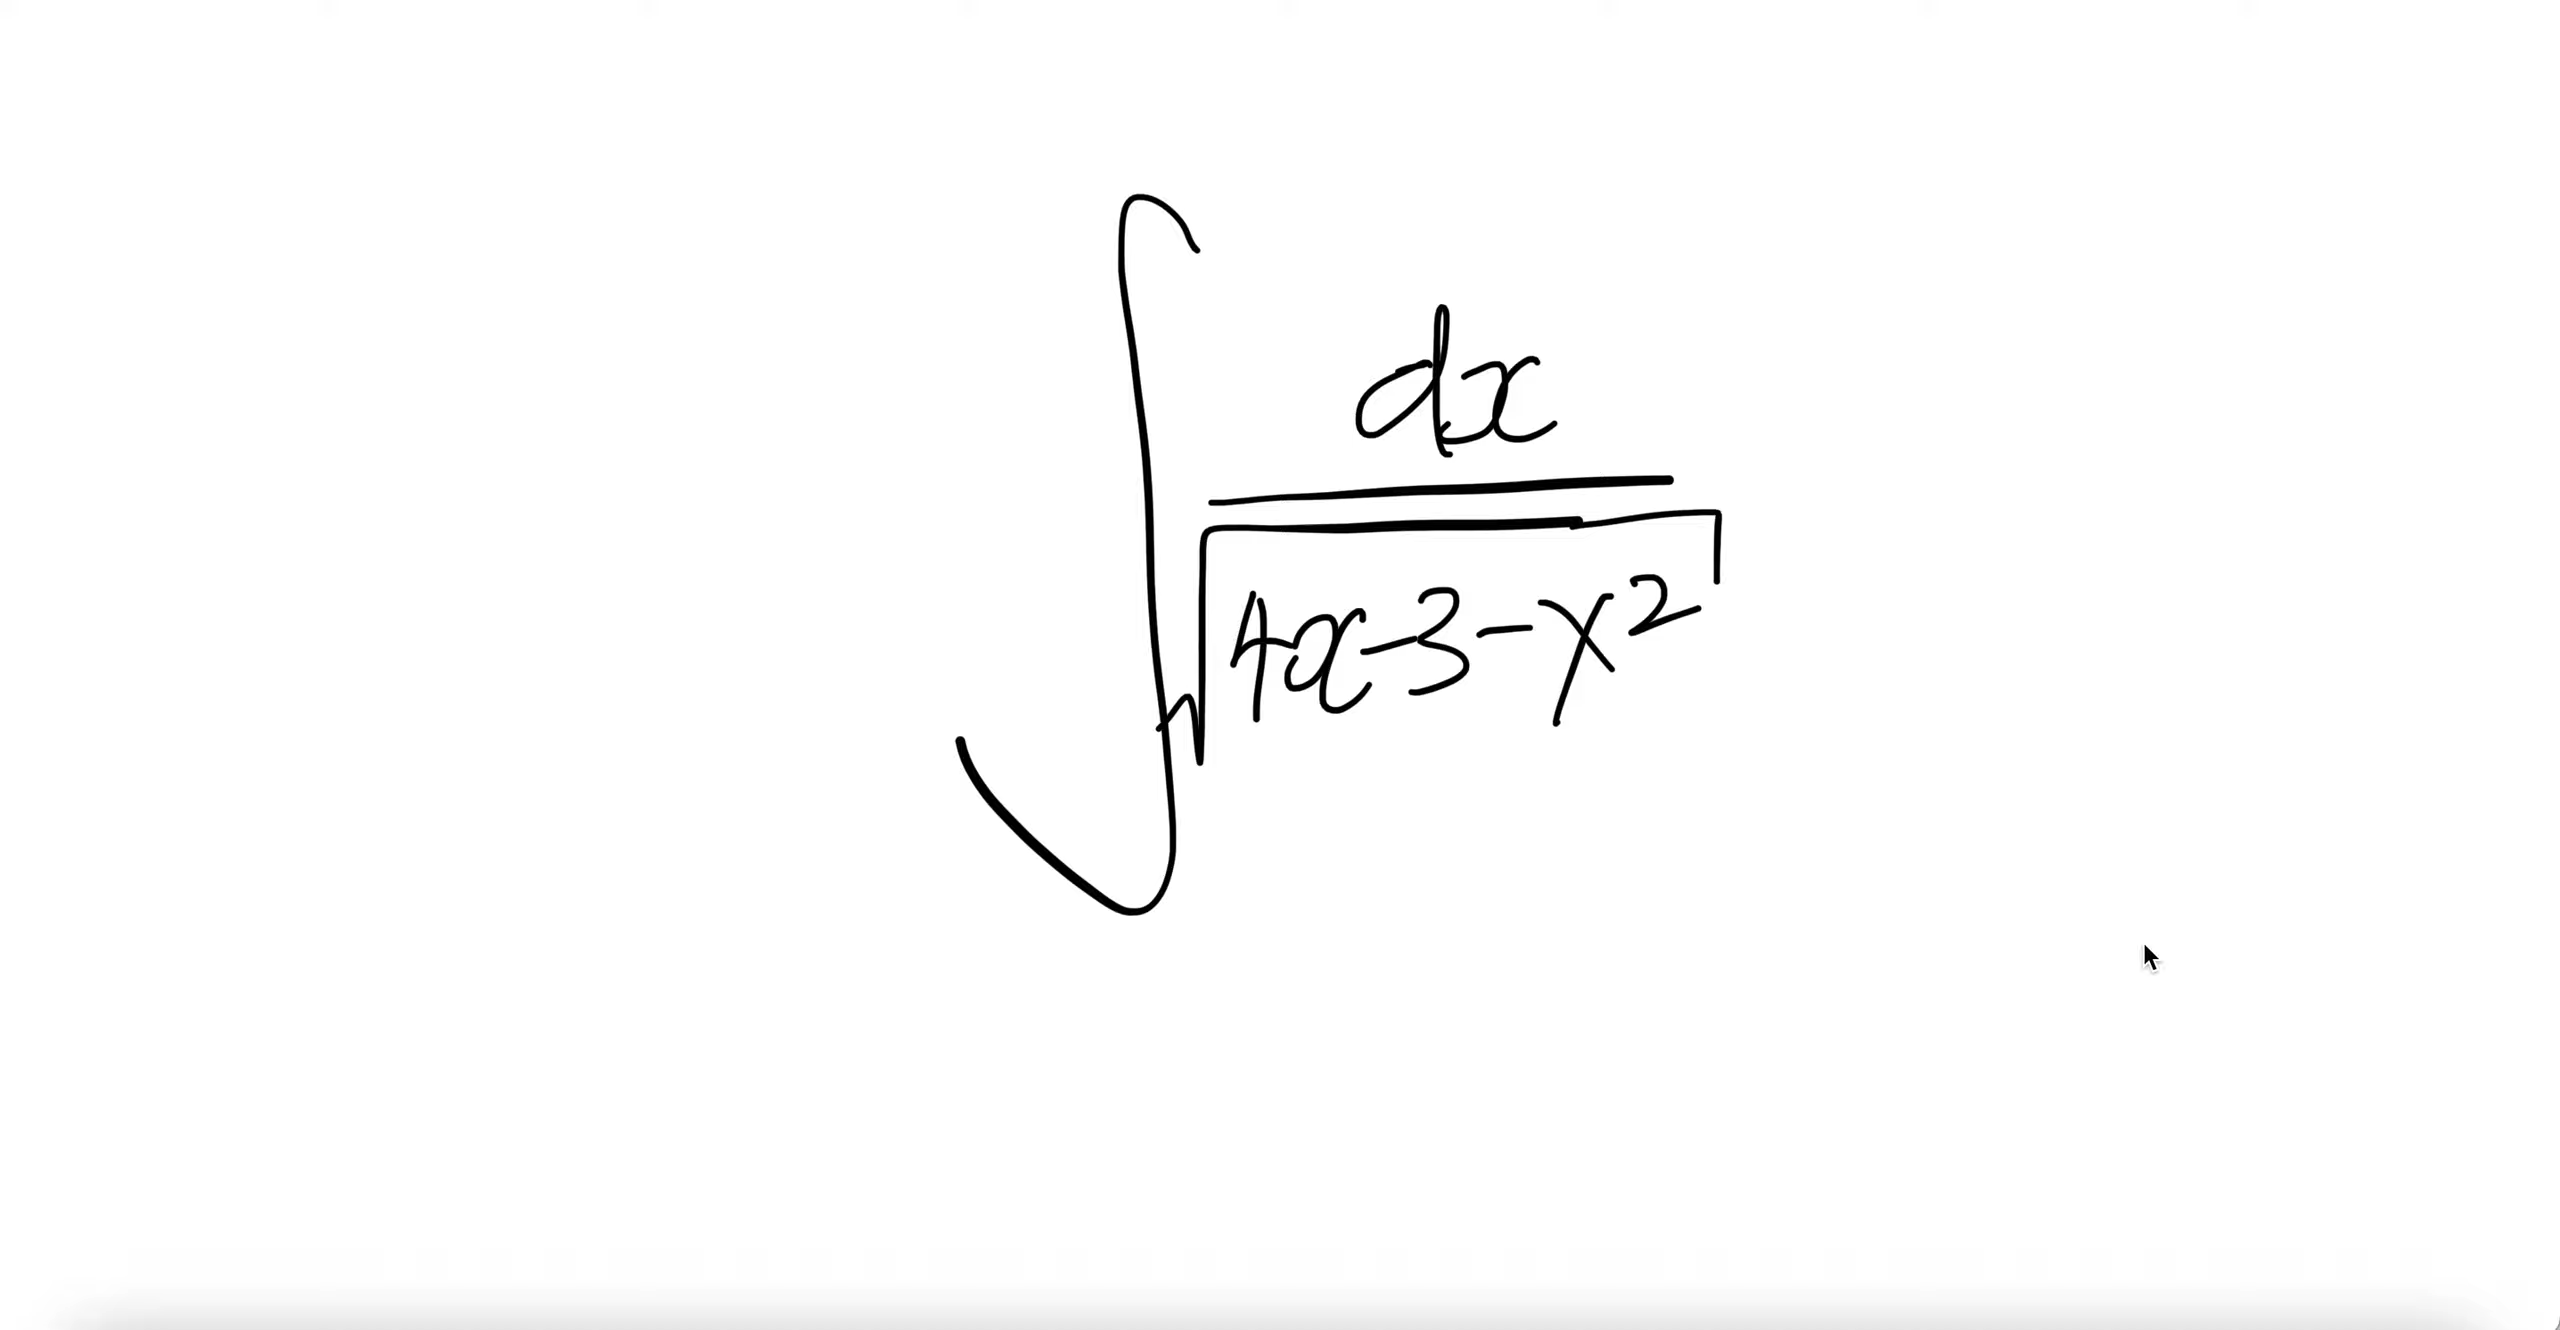 ∫ dx / √(4x-3-x²)